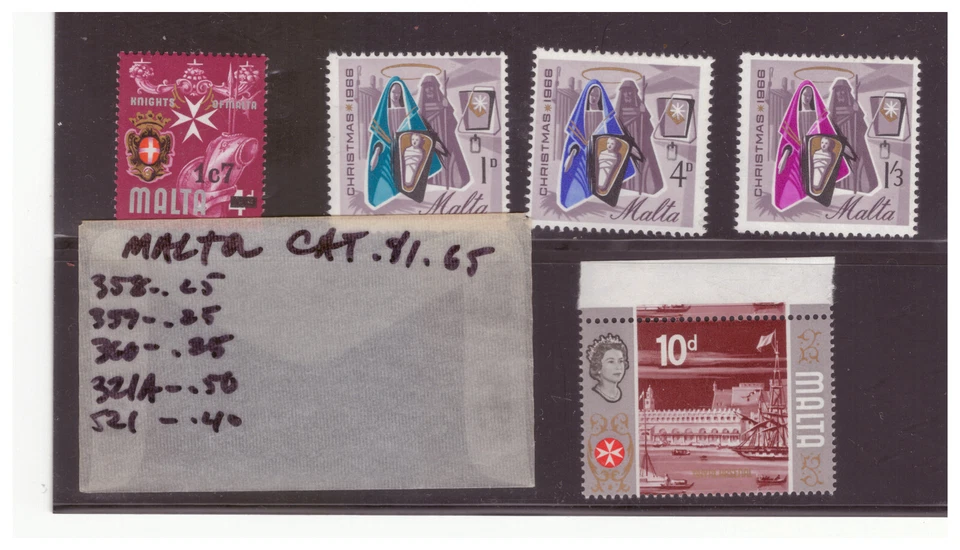 KNIGHTS OF MALTA
1c7
MALTA 4d
CHRISTMAS 1966
1D
Malta
CHRISTMAS 1966
4D
Malta
CHRISTMAS 1966
1/3
Malta
MALTA CAT. $1.65
358-.25
359-.25
360-.25
321A-.50
521-.40
10d
MALTA